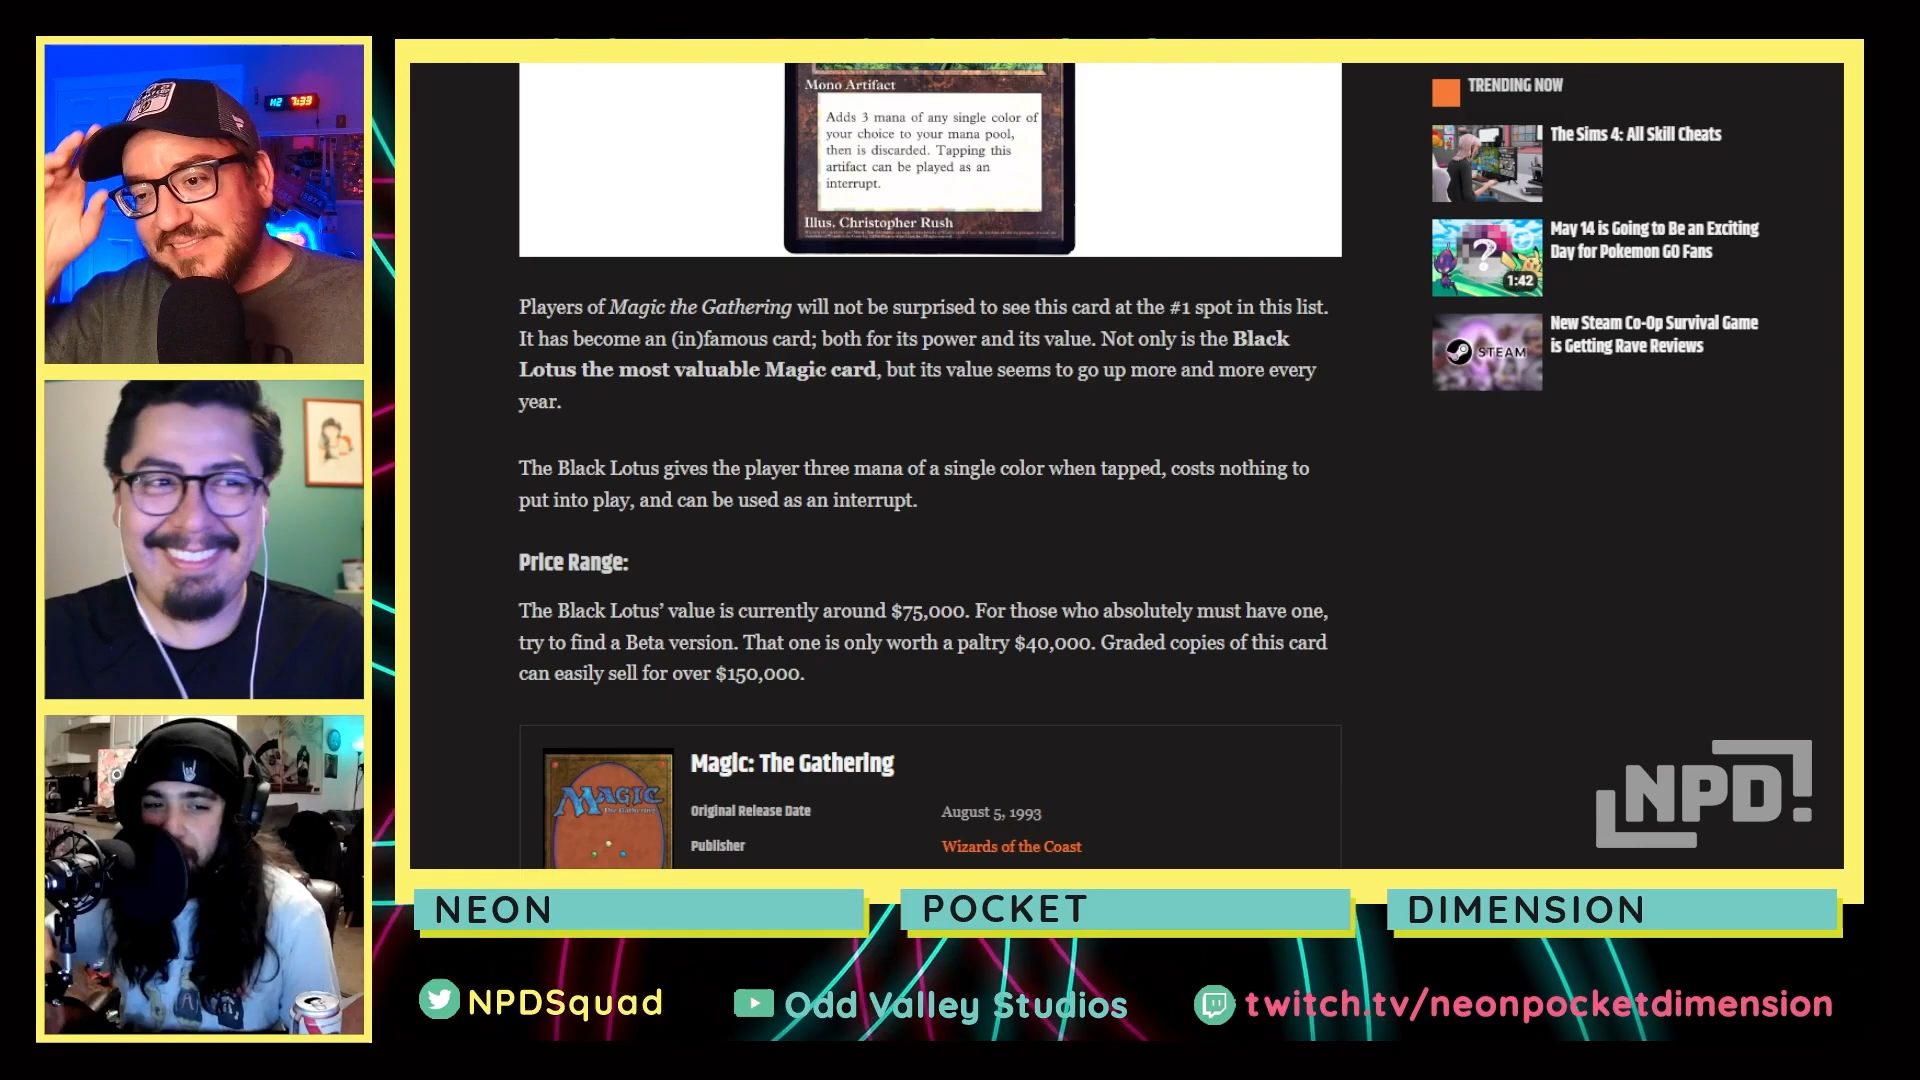 7:33
Mono Artifact
Adds 3 mana of any single color of
your choice to your mana pool,
then is discarded. Tapping this
artifact can be played as an
interrupt.
Illus. Christopher Rush
Players of Magic the Gathering will not be surprised to see this card at the #1 spot in this list.
It has become an (in)famous card; both for its power and its value. Not only is the Black
Lotus the most valuable Magic card, but its value seems to go up more and more every
year.
The Black Lotus gives the player three mana of a single color when tapped, costs nothing to
put into play, and can be used as an interrupt.
Price Range:
The Black Lotus’ value is currently around $75,000. For those who absolutely must have one,
try to find a Beta version. That one is only worth a paltry $40,000. Graded copies of this card
can easily sell for over $150,000.
MAGIC
The Gathering
Magic: The Gathering
Original Release Date August 5, 1993
Publisher Wizards of the Coast
TRENDING NOW
The Sims 4: All Skill Cheats
?
1:42
May 14 is Going to Be an Exciting
Day for Pokemon GO Fans
STEAM
New Steam Co-Op Survival Game
is Getting Rave Reviews
NPD!
NEON
POCKET
DIMENSION
NPDSquad
Odd Valley Studios
twitch.tv/neonpocketdimension